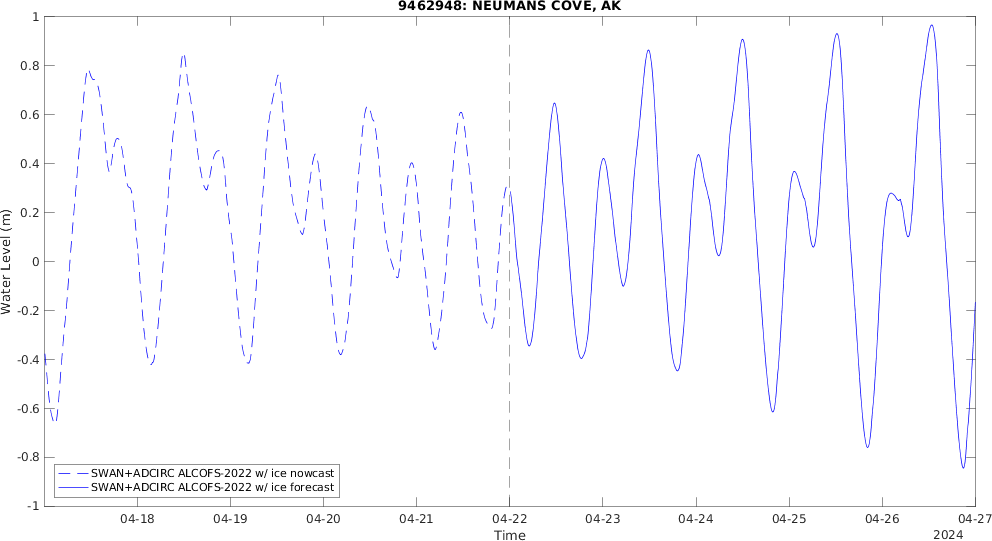 9462948: NEUMANS COVE, AK
1
0.8
0.6
0.4
0.2
0
-0.2
-0.4
-0.6
-0.8
-1
Water Level (m)
SWAN+ADCIRC ALCOFS-2022 w/ ice nowcast
SWAN+ADCIRC ALCOFS-2022 w/ ice forecast
04-18 04-19 04-20 04-21 04-22 04-23 04-24 04-25 04-26 04-27
Time
2024